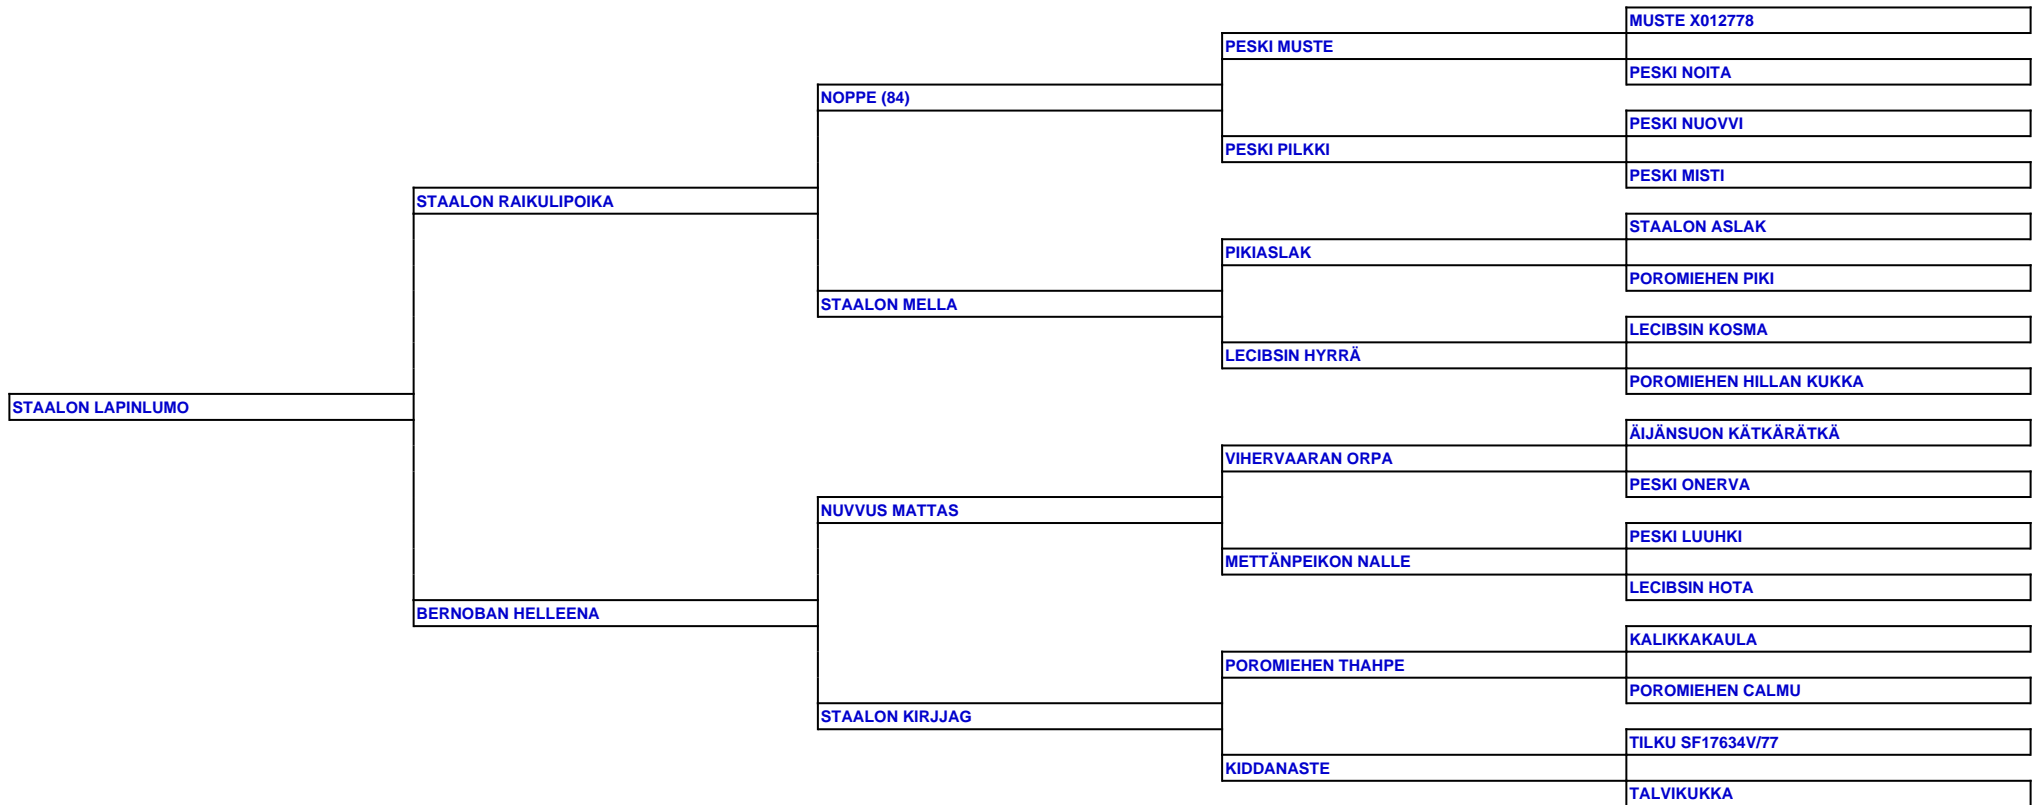 MUSTE X012778
PESKI MUSTE
PESKI NOITA
NOPPE (84)
PESKI NUOVVI
PESKI PILKKI
PESKI MISTI
STAALON RAIKULIPOIKA
STAALON ASLAK
PIKIASLAK
POROMIEHEN PIKI
STAALON MELLA
LECIBSIN KOSMA
LECIBSIN HYRRÄ
POROMIEHEN HILLAN KUKKA
STAALON LAPINLUMO
ÄIJÄNSUON KÄTKÄRÄTKÄ
VIHERVAARAN ORPA
PESKI ONERVA
NUVVUS MATTAS
PESKI LUUHKI
METTÄNPEIKON NALLE
LECIBSIN HOTA
BERNOBAN HELLEENA
KALIKKAKAULA
POROMIEHEN THAHPE
POROMIEHEN CALMU
STAALON KIRJJAG
TILKU SF17634V/77
KIDDANASTE
TALVIKUKKA